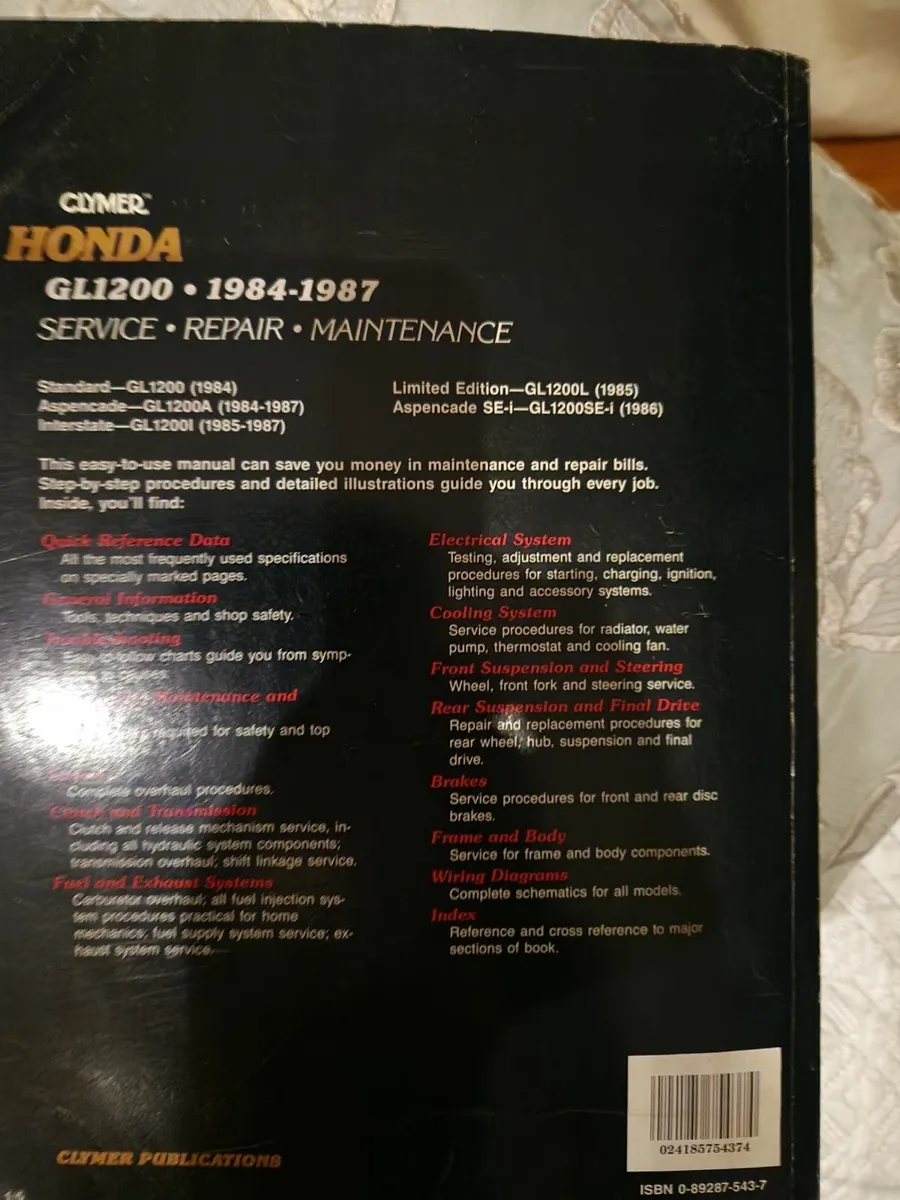 CLYMER™
HONDA
GL1200 • 1984-1987
SERVICE • REPAIR • MAINTENANCE
Standard—GL1200 (1984)
Aspencade—GL1200A (1984-1987)
Interstate—GL1200I (1985-1987)
Limited Edition—GL1200L (1985)
Aspencade SE-i—GL1200SE-i (1986)
This easy-to-use manual can save you money in maintenance and repair bills.
Step-by-step procedures and detailed illustrations guide you through every job.
Inside, you'll find:
Quick Reference Data
All the most frequently used specifications
on specially marked pages.
General Information
Tools, techniques and shop safety.
Troubleshooting
Easy-to-follow charts guide you from symp-
causes.
Maintenance and
required for safety and top
Engine
Complete overhaul procedures.
Clutch and Transmission
Clutch and release mechanism service, in-
cluding all hydraulic system components;
transmission overhaul; shift linkage service.
Fuel and Exhaust Systems
Carburetor overhaul; all fuel injection sys-
tem procedures practical for home
mechanics; fuel supply system service; ex-
haust system service.
Electrical System
Testing, adjustment and replacement
procedures for starting, charging, ignition,
lighting and accessory systems.
Cooling System
Service procedures for radiator, water
pump, thermostat and cooling fan.
Front Suspension and Steering
Wheel, front fork and steering service.
Rear Suspension and Final Drive
Repair and replacement procedures for
rear wheel, hub, suspension and final
drive.
Brakes
Service procedures for front and rear disc
brakes.
Frame and Body
Service for frame and body components.
Wiring Diagrams
Complete schematics for all models.
Index
Reference and cross reference to major
sections of book.
CLYMER PUBLICATIONS
024185754374
ISBN 0-89287-543-7